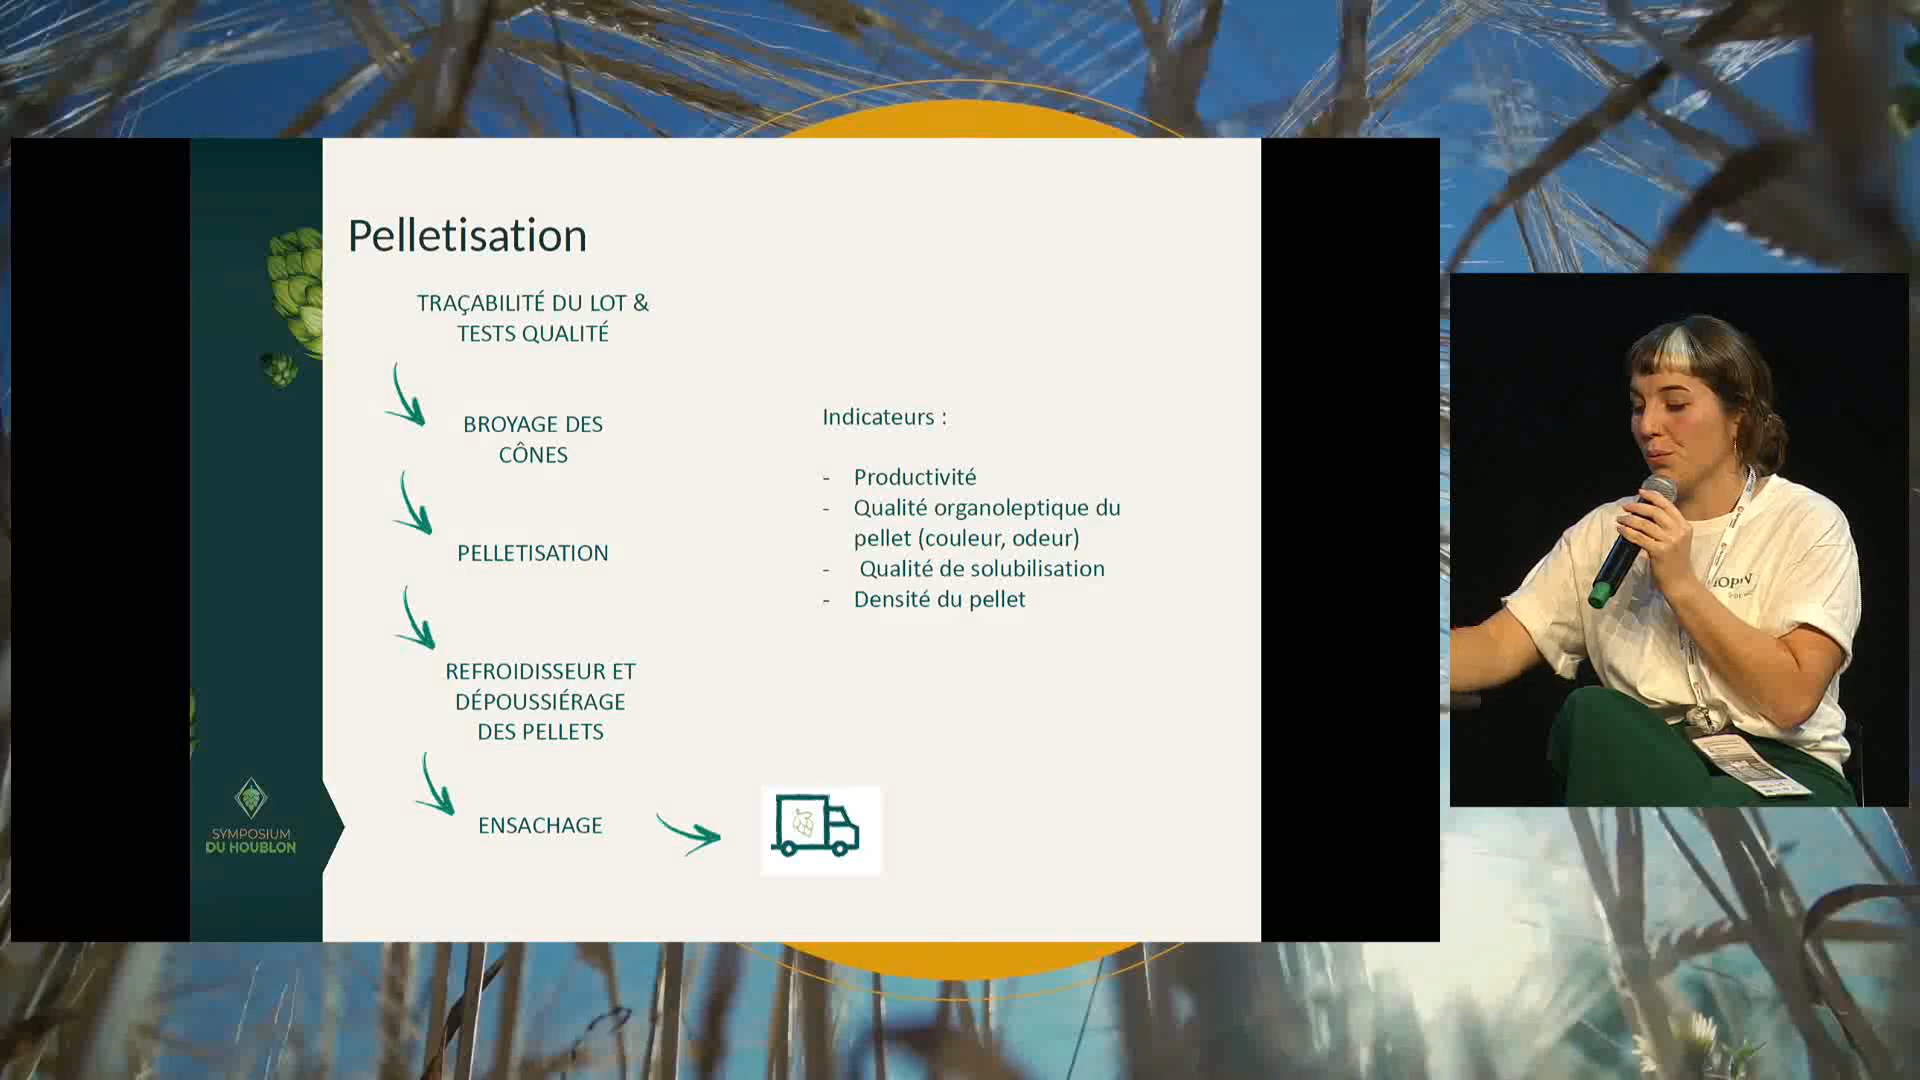 Pelletisation
TRAÇABILITÉ DU LOT &
TESTS QUALITÉ
BROYAGE DES
CÔNES
PELLETISATION
REFROIDISSEUR ET
DÉPOUSSIÉRAGE
DES PELLETS
ENSACHAGE
Indicateurs :
- Productivité
- Qualité organoleptique du
pellet (couleur, odeur)
- Qualité de solubilisation
- Densité du pellet
SYMPOSIUM
DU HOUBLON